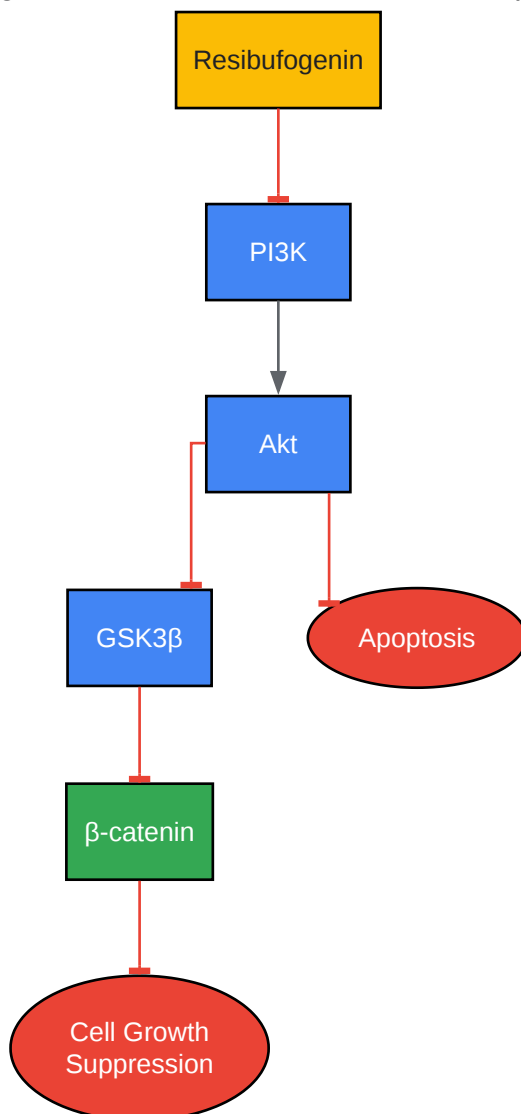 Resibufogenin
PI3K
Akt
GSK3β
Apoptosis
β-catenin
Cell Growth
Suppression